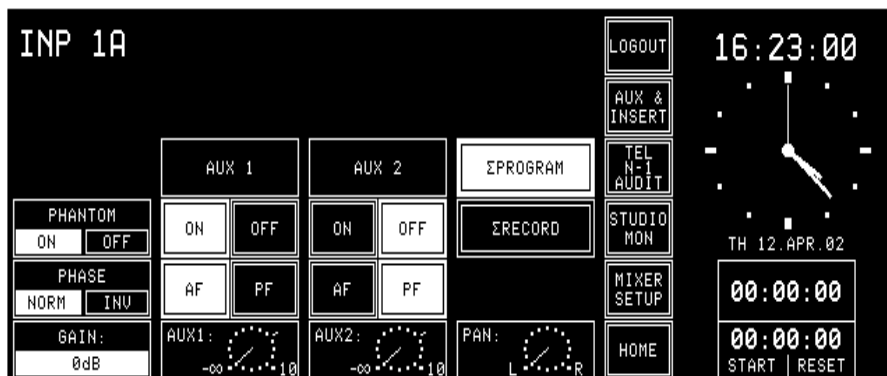 INP 1A
AUX 1
AUX 2
ΣPROGRAM
PHANTOM
ON OFF
ON OFF
ON OFF
ΣRECORD
PHASE
NORM INV
AF PF
AF PF
GAIN:
0dB
AUX1:
-∞ 10
AUX2:
-∞ 10
PAN:
L R
LOGOUT
AUX &
INSERT
TEL
N-1
AUDIT
STUDIO
MON
MIXER
SETUP
HOME
16:23:00
TH 12.APR.02
00:00:00
00:00:00
START | RESET